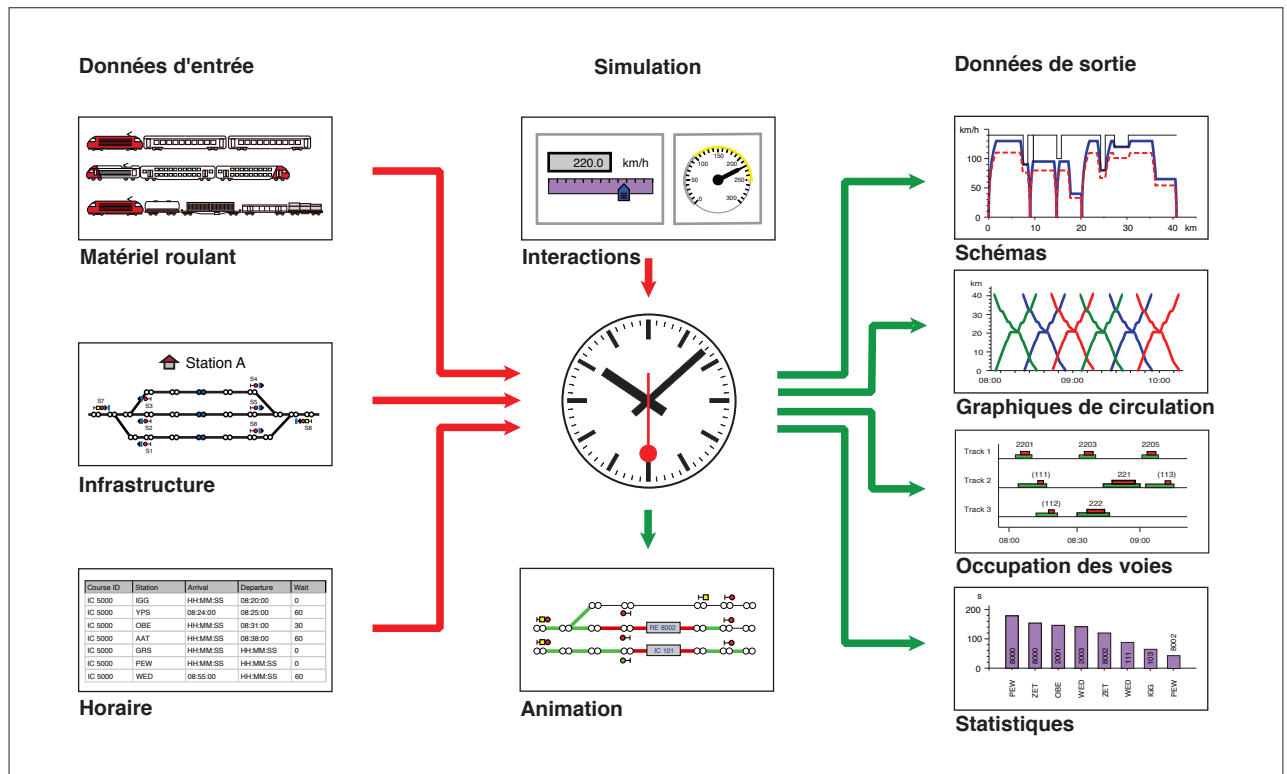 Données d'entrée
Simulation
Données de sortie
Matériel roulant
220.0 km/h
0 50 100 150 200 250 300
Interactions
km/h
100
50
0
0 10 20 30 40 km
Schémas
Station A
S7
S3
S2
S1
S4
S5
S6
S8
Infrastructure
km
40
30
20
10
0
08:00 09:00 10:00
Graphiques de circulation
2201 2203 2205
Track 1
(111) 221 (113)
Track 2
(112) 222
Track 3
08:00 08:30 09:00
Occupation des voies
Course ID Station Arrival Departure Wait
IC 5000 IGG HH:MM:SS 08:20:00 0
IC 5000 YPS 08:24:00 08:25:00 60
IC 5000 OBE HH:MM:SS 08:31:00 30
IC 5000 AAT HH:MM:SS 08:38:00 60
IC 5000 GRS HH:MM:SS HH:MM:SS 0
IC 5000 PEW HH:MM:SS HH:MM:SS 0
IC 5000 WED 08:55:00 HH:MM:SS 60
Horaire
RE 8002
IC 101
Animation
s
200
100
0
8000 8000 2001 2003 8002 111 103 8002
PEW ZET OBE WED ZET WED IGG PEW
Statistiques